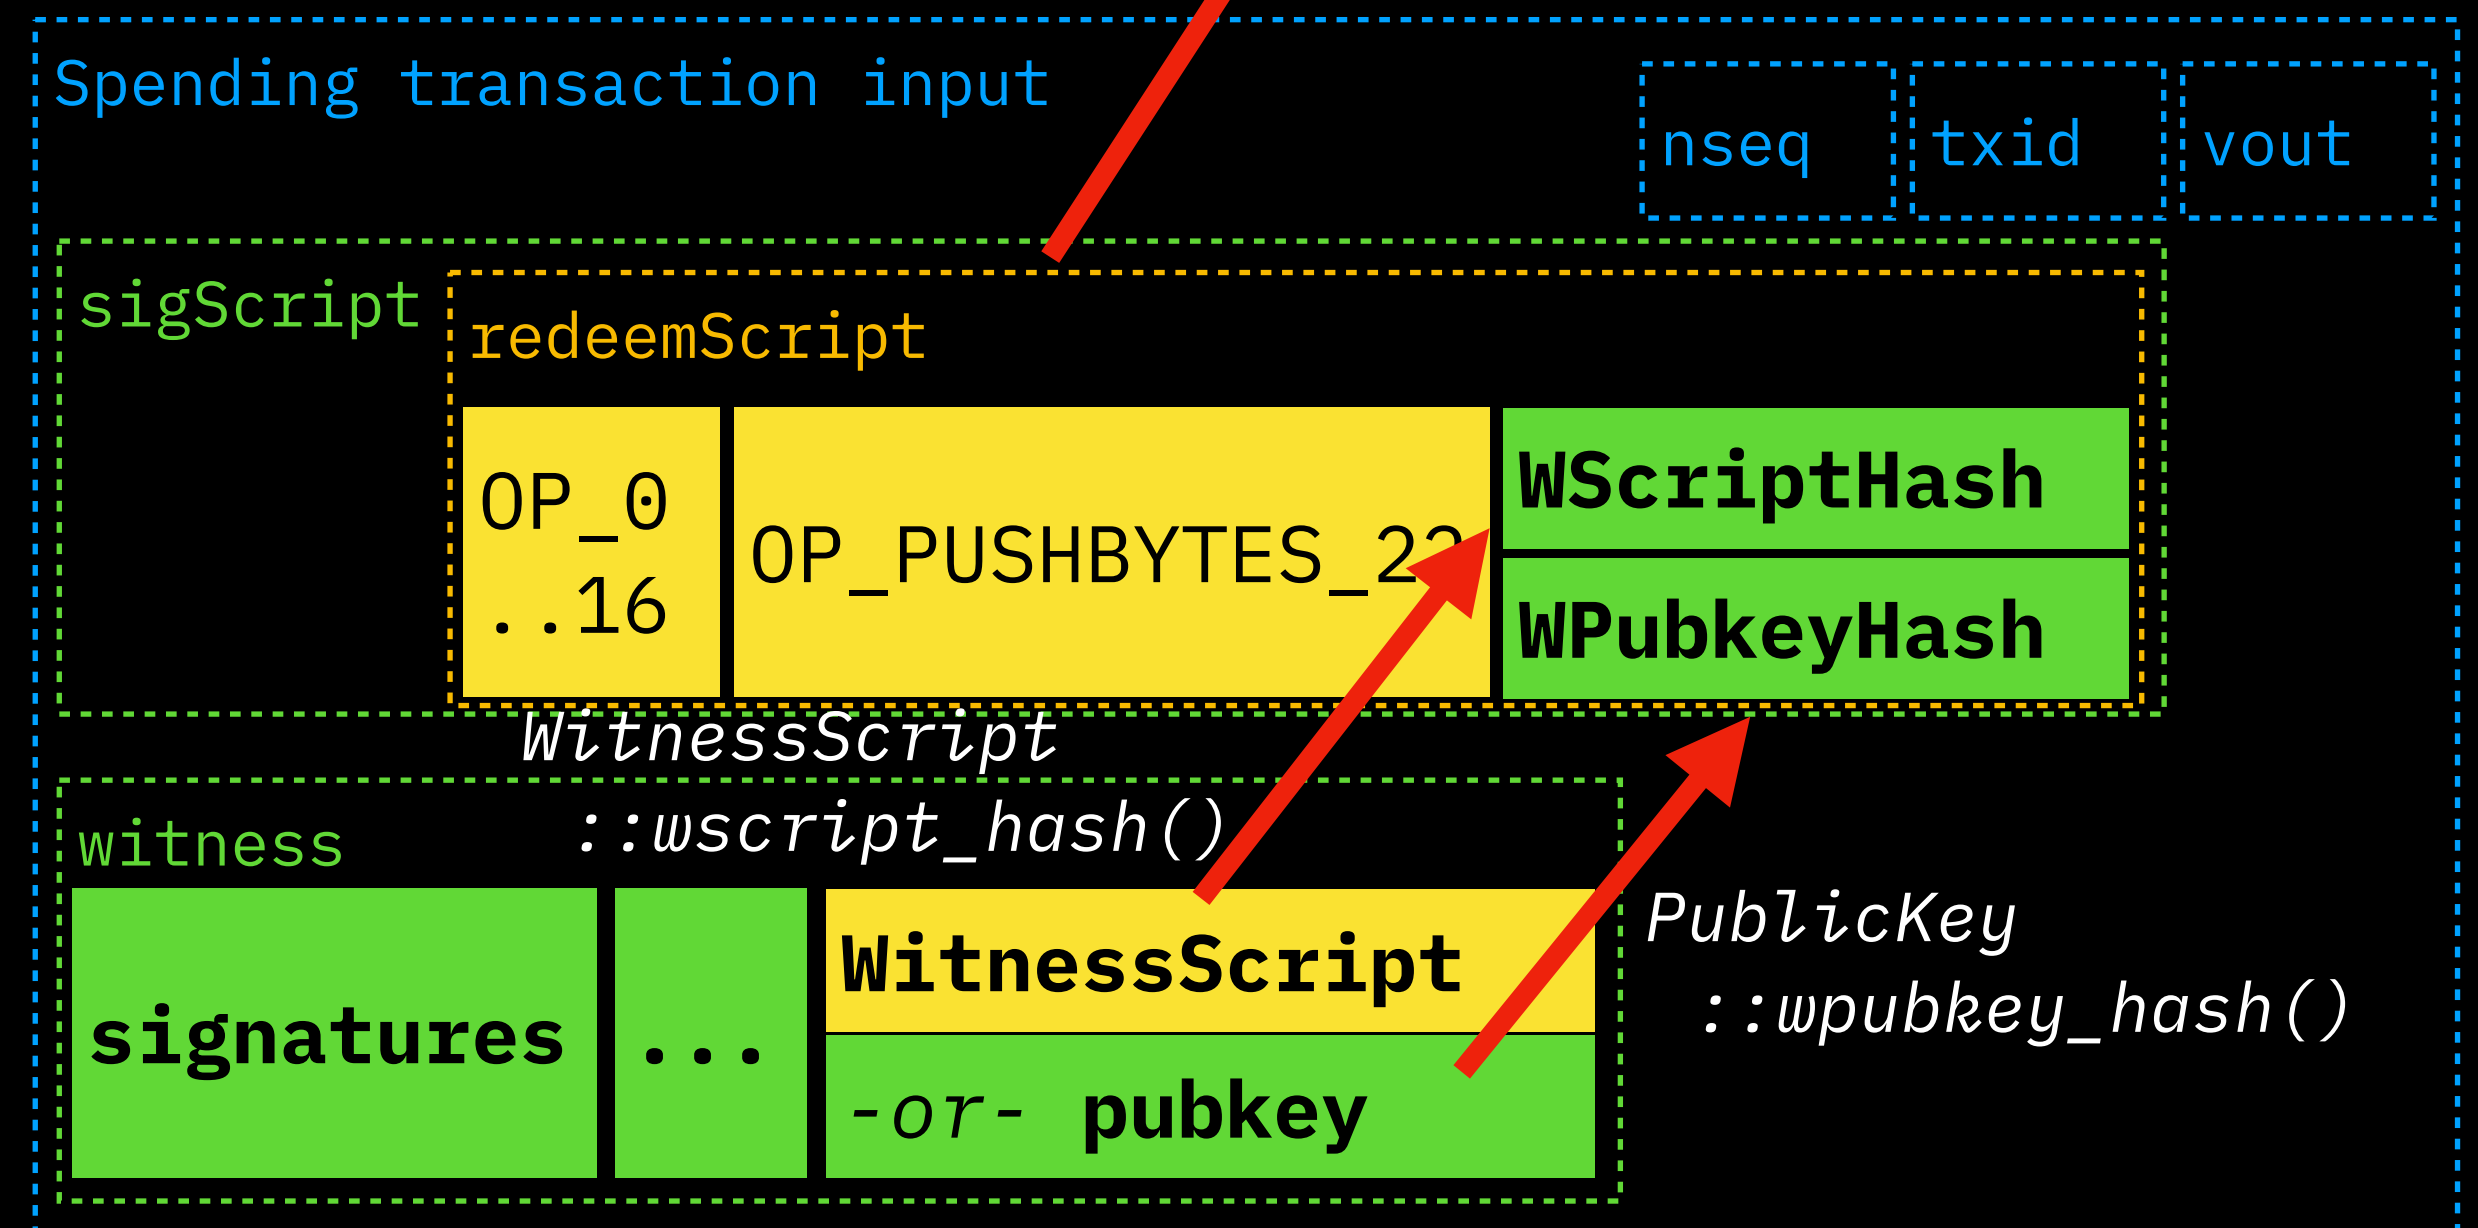 Spending transaction input
nseq
txid
vout
sigScript
redeemScript
OP_0
..16
OP_PUSHBYTES_22
WScriptHash
WPubkeyHash
WitnessScript
::wscript_hash()
witness
signatures
...
WitnessScript
-or- pubkey
PublicKey
::wpubkey_hash()